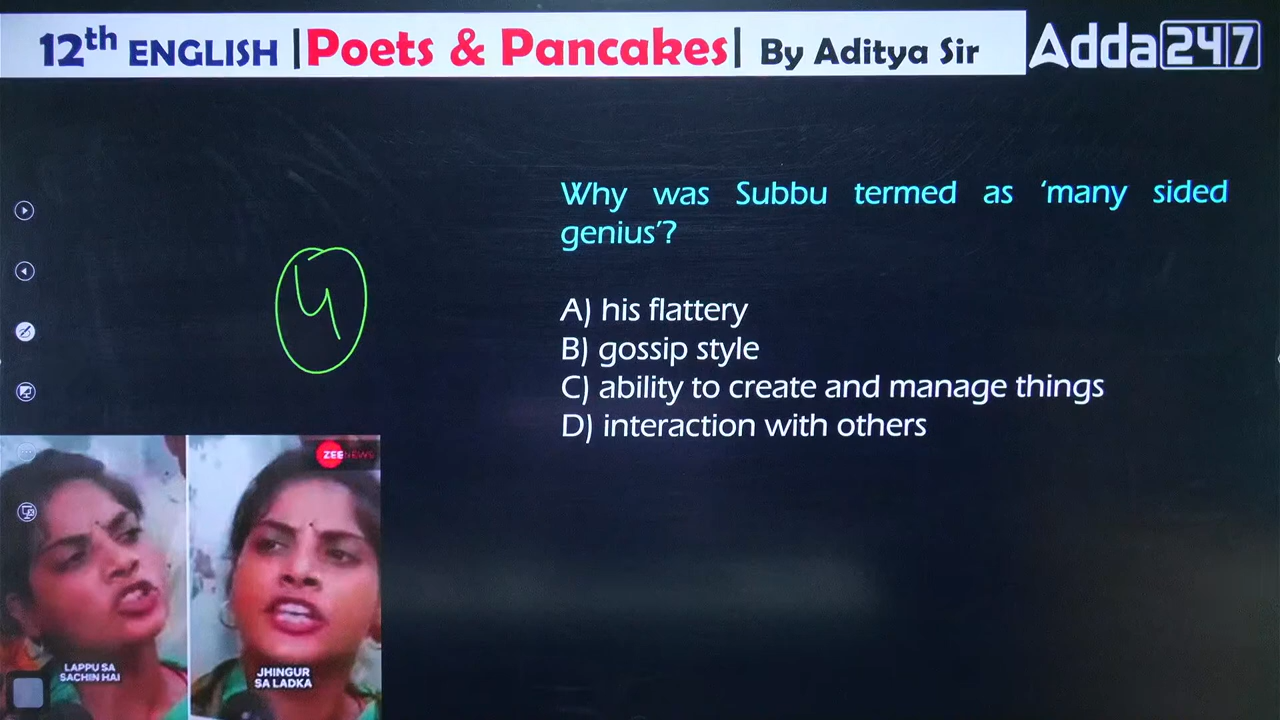 12th ENGLISH |Poets & Pancakes| By Aditya Sir
Adda247
Why was Subbu termed as ‘many sided
genius’?
A) his flattery
B) gossip style
C) ability to create and manage things
D) interaction with others
ZEE NEWS
LAPPU SA
SACHIN HAI
JHINGUR
SA LADKA